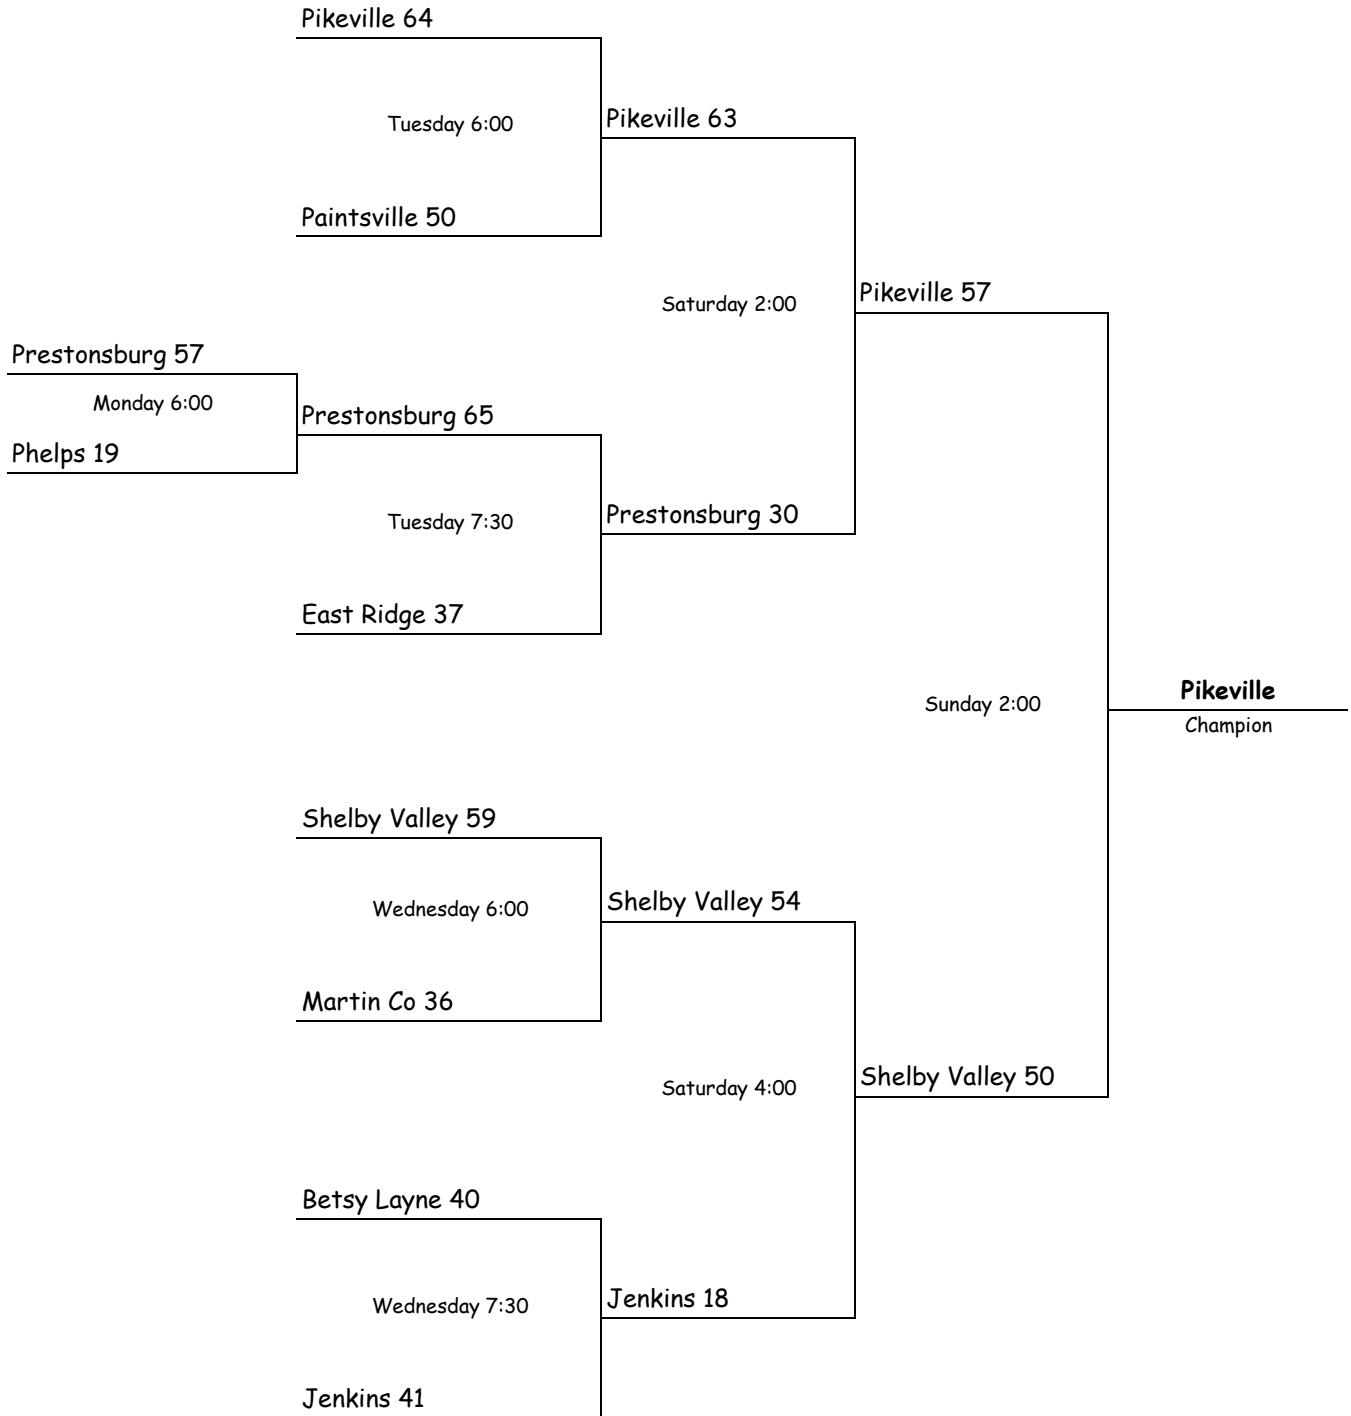 Pikeville 64
Tuesday 6:00
Pikeville 63
Paintsville 50
Saturday 2:00
Pikeville 57
Prestonsburg 57
Monday 6:00
Prestonsburg 65
Phelps 19
Tuesday 7:30
Prestonsburg 30
East Ridge 37
Sunday 2:00
Pikeville
Champion
Shelby Valley 59
Wednesday 6:00
Shelby Valley 54
Martin Co 36
Saturday 4:00
Shelby Valley 50
Betsy Layne 40
Wednesday 7:30
Jenkins 18
Jenkins 41